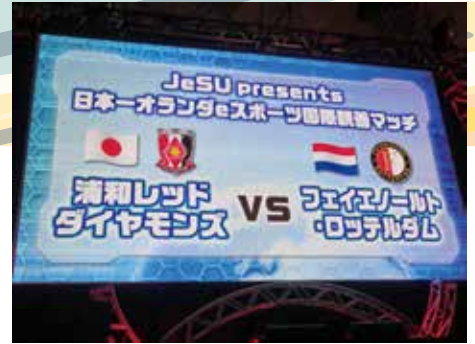 JeSU presents
日本ーオランダeスポーツ国際親善マッチ
浦和レッド
ダイヤモンズ
VS
フェイエノールト
・ロッテルダム